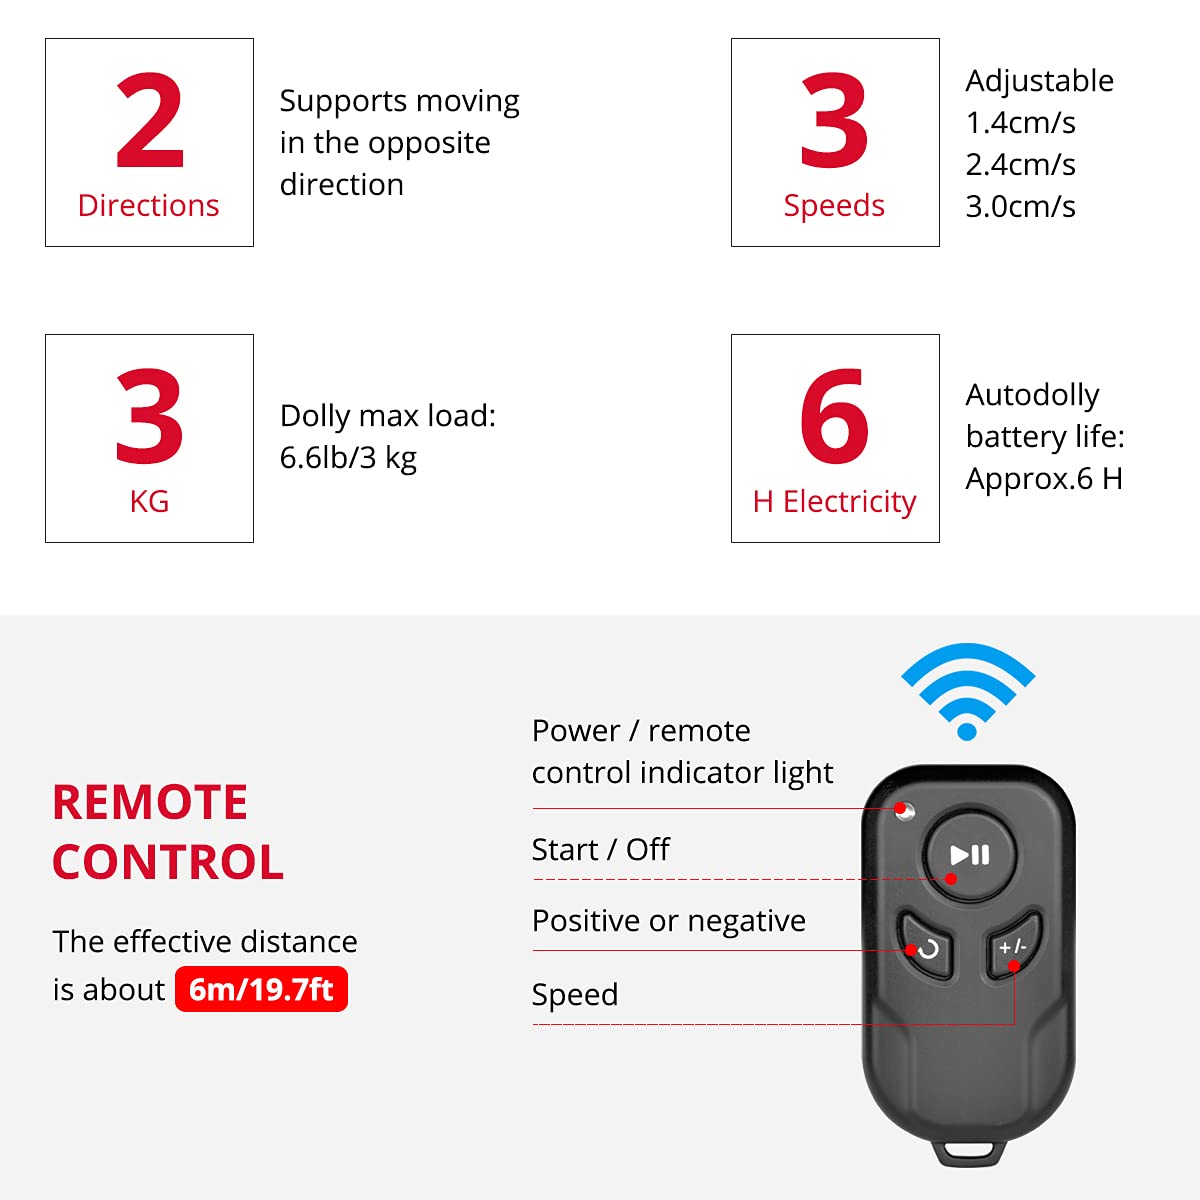 2
Directions
Supports moving
in the opposite
direction
3
Speeds
Adjustable
1.4cm/s
2.4cm/s
3.0cm/s
3
KG
Dolly max load:
6.6lb/3 kg
6
H Electricity
Autodolly
battery life:
Approx.6 H
REMOTE
CONTROL
The effective distance
is about 6m/19.7ft
Power / remote
control indicator light
Start / Off
Positive or negative
Speed
+/-